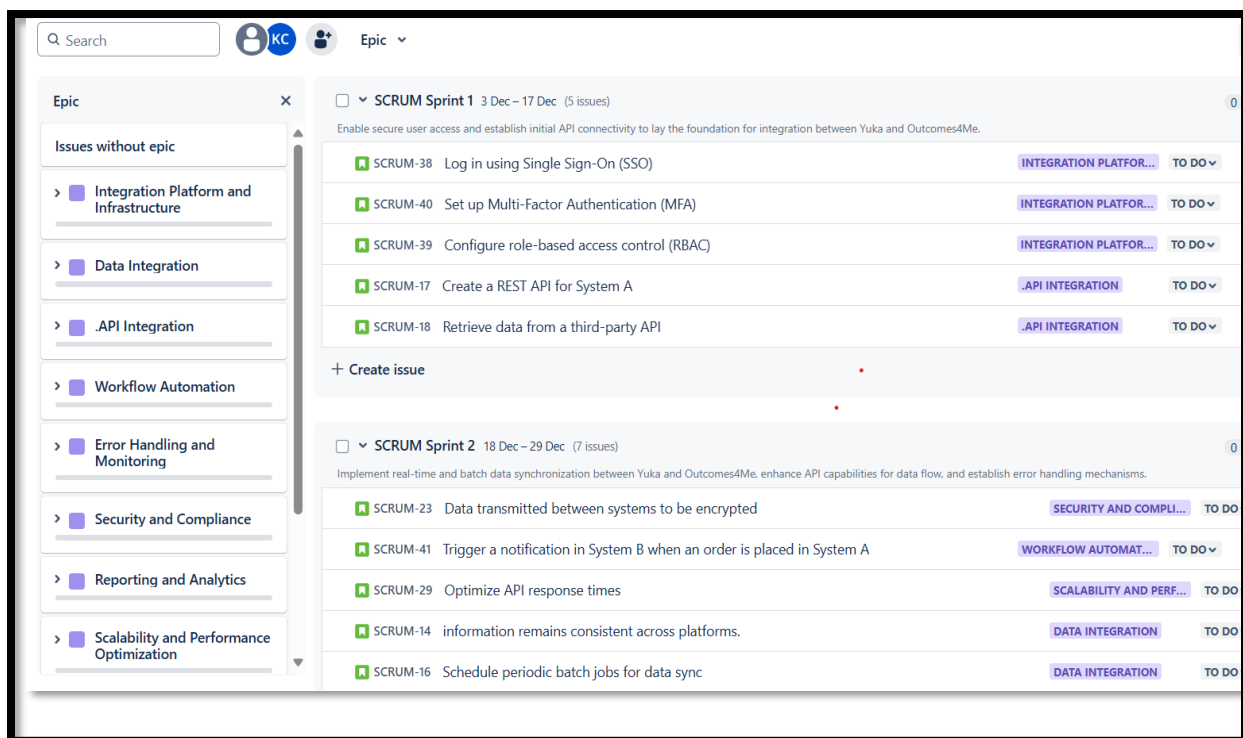 Search
KC
Epic
Epic
Issues without epic
Integration Platform and
Infrastructure
Data Integration
.API Integration
Workflow Automation
Error Handling and
Monitoring
Security and Compliance
Reporting and Analytics
Scalability and Performance
Optimization
SCRUM Sprint 1 3 Dec – 17 Dec (5 issues) 0
Enable secure user access and establish initial API connectivity to lay the foundation for integration between Yuka and Outcomes4Me.
SCRUM-38 Log in using Single Sign-On (SSO) INTEGRATION PLATFOR... TO DO
SCRUM-40 Set up Multi-Factor Authentication (MFA) INTEGRATION PLATFOR... TO DO
SCRUM-39 Configure role-based access control (RBAC) INTEGRATION PLATFOR... TO DO
SCRUM-17 Create a REST API for System A .API INTEGRATION TO DO
SCRUM-18 Retrieve data from a third-party API .API INTEGRATION TO DO
+ Create issue
SCRUM Sprint 2 18 Dec – 29 Dec (7 issues) 0
Implement real-time and batch data synchronization between Yuka and Outcomes4Me, enhance API capabilities for data flow, and establish error handling mechanisms.
SCRUM-23 Data transmitted between systems to be encrypted SECURITY AND COMPLI... TO DO
SCRUM-41 Trigger a notification in System B when an order is placed in System A WORKFLOW AUTOMAT... TO DO
SCRUM-29 Optimize API response times SCALABILITY AND PERF... TO DO
SCRUM-14 information remains consistent across platforms. DATA INTEGRATION TO DO
SCRUM-16 Schedule periodic batch jobs for data sync DATA INTEGRATION TO DO